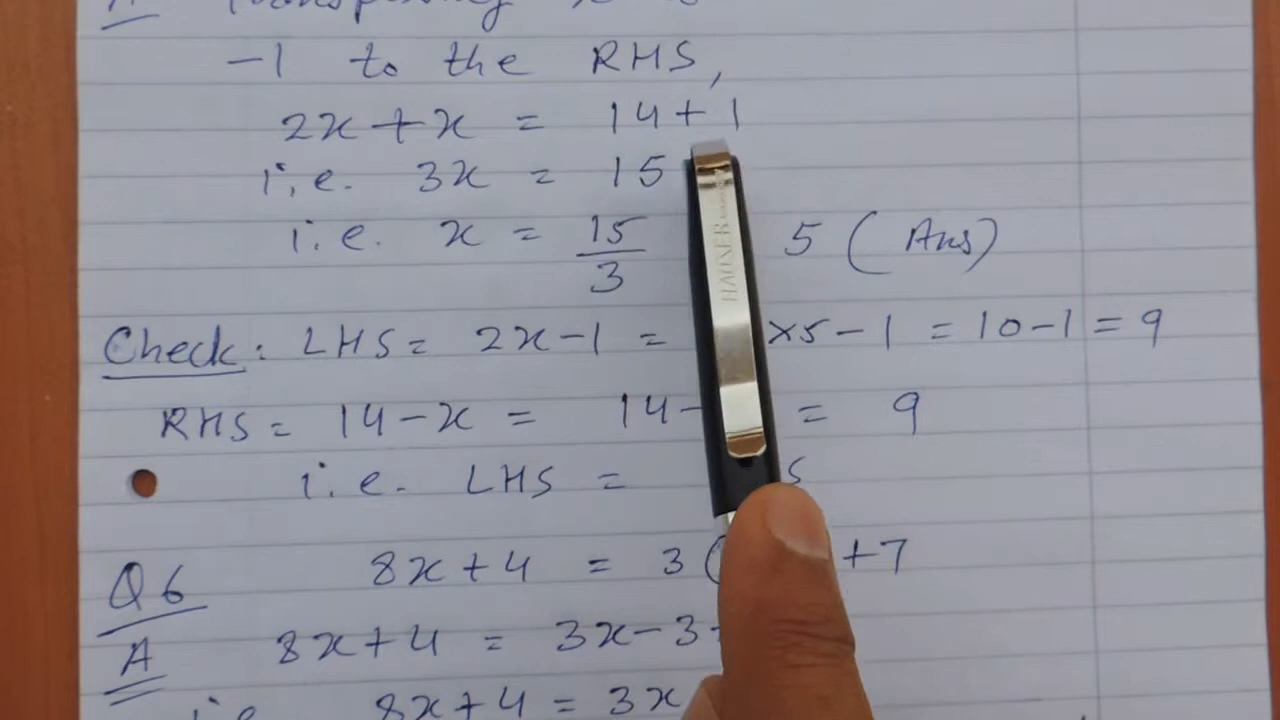 A
-1 to the RHS,
2x + x = 14 + 1
i.e. 3x = 15
i.e. x = 15/3 5 (Ans)
Check: LHS = 2x - 1 = x5 - 1 = 10 - 1 = 9
RHS = 14 - x = 14 - = 9
i.e. LHS = S
Q6 8x + 4 = 3( + 7
A 8x + 4 = 3x - 3
i.e. 8x + 4 = 3x
HAUSER